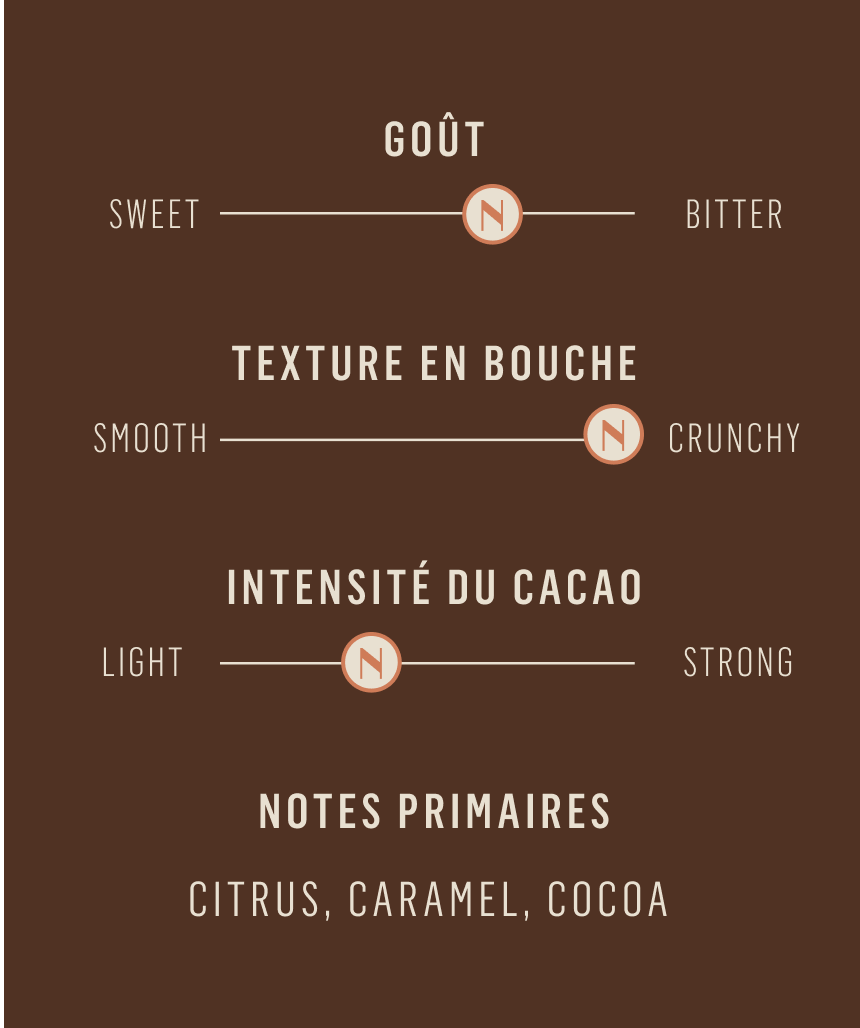 GOÛT
SWEET N BITTER
TEXTURE EN BOUCHE
SMOOTH N CRUNCHY
INTENSITÉ DU CACAO
LIGHT N STRONG
NOTES PRIMAIRES
CITRUS, CARAMEL, COCOA